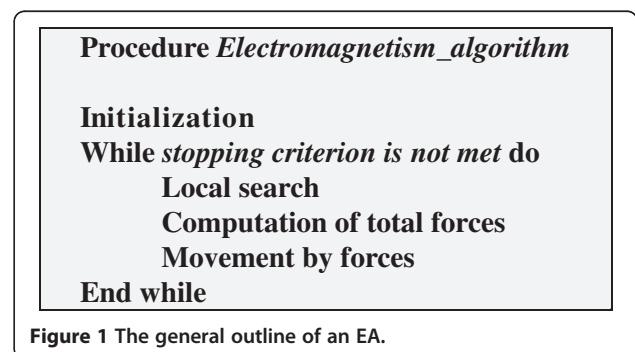 Procedure Electromagnetism_algorithm
Initialization
While stopping criterion is not met do
Local search
Computation of total forces
Movement by forces
End while
Figure 1 The general outline of an EA.